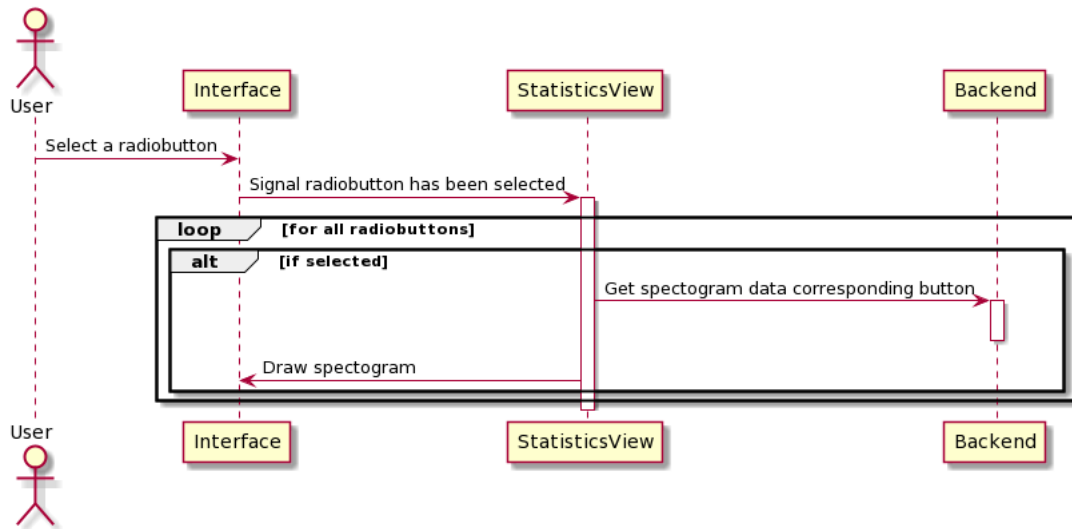 User
Interface
StatisticsView
Backend
Select a radiobutton
Signal radiobutton has been selected
loop [for all radiobuttons]
alt [if selected]
Get spectogram data corresponding button
Draw spectogram
User
Interface
StatisticsView
Backend